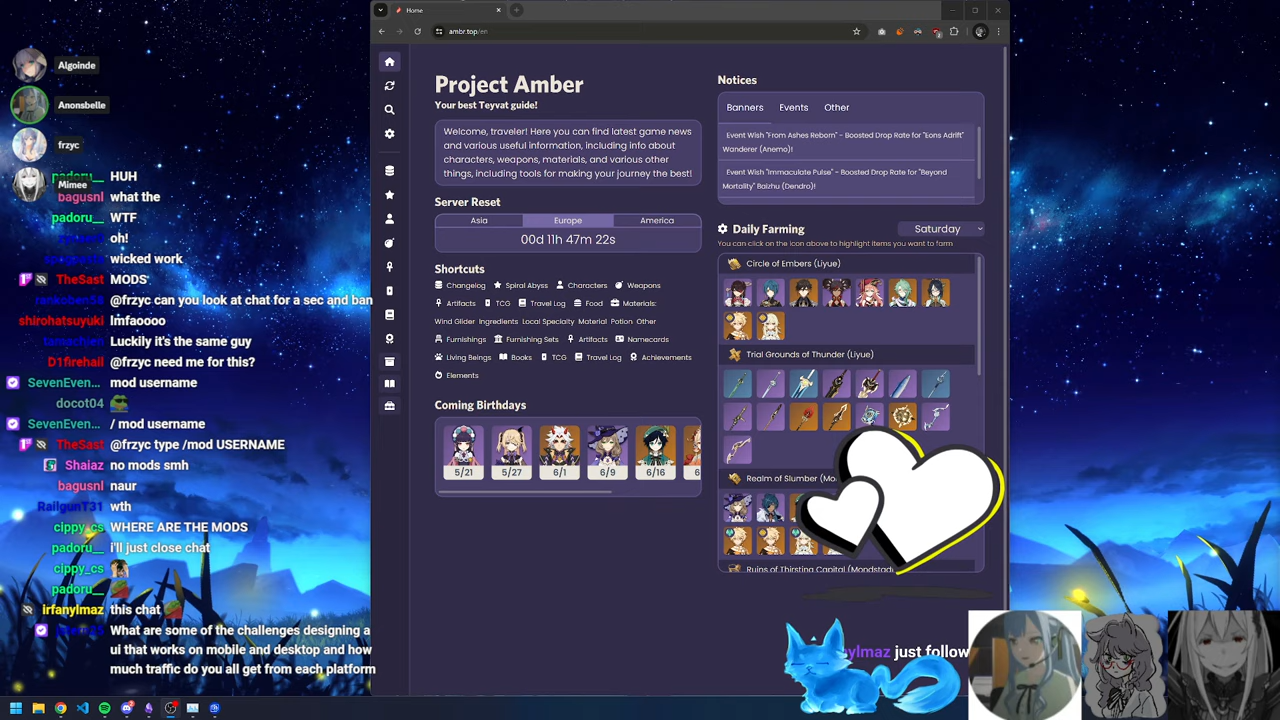 Algoinde
Anonsbelle
frzyc
Mimee
padoru__ HUH
bagusnl what the
padoru__ WTF
oh!
wicked work
TheSast MODS
rankoben58 @frzyc can you look at chat for a sec and ban
shirohatsuyuki lmfaoooo
Luckily it's the same guy
D1firehail @frzyc need me for this?
SevenEven... mod username
docot04
SevenEven... / mod username
TheSast @frzyc type /mod USERNAME
Shaiaz no mods smh
bagusnl naur
RailgunT31 wth
cippy_cs WHERE ARE THE MODS
padoru__ i'll just close chat
cippy_cs
padoru__
irfanylmaz this chat
What are some of the challenges designing a
ui that works on mobile and desktop and how
much traffic do you all get from each platform
Home
ambr.top/en
Project Amber
Your best Teyvat guide!
Welcome, traveler! Here you can find latest game news
and various useful information, including info about
characters, weapons, materials, and various other
things, including tools for making your journey the best!
Server Reset
Asia Europe America
00d 11h 47m 22s
Shortcuts
Changelog Spiral Abyss Characters Weapons
Artifacts TCG Travel Log Food Materials:
Wind Glider Ingredients Local Specialty Material Potion Other
Furnishings Furnishing Sets Artifacts Namecards
Living Beings Books TCG Travel Log Achievements
Elements
Coming Birthdays
5/21 5/27 6/1 6/9 6/16 6
Notices
Banners Events Other
Event Wish "From Ashes Reborn" - Boosted Drop Rate for "Eons Adrift"
Wanderer (Anemo)!
Event Wish "Immaculate Pulse" - Boosted Drop Rate for "Beyond
Mortality" Baizhu (Dendro)!
Daily Farming
Saturday
You can click on the icon above to highlight items you want to farm
Circle of Embers (Liyue)
Trial Grounds of Thunder (Liyue)
Realm of Slumber (Mo
Ruins of Thirsting Capital (Mondstad
ylmaz just follow